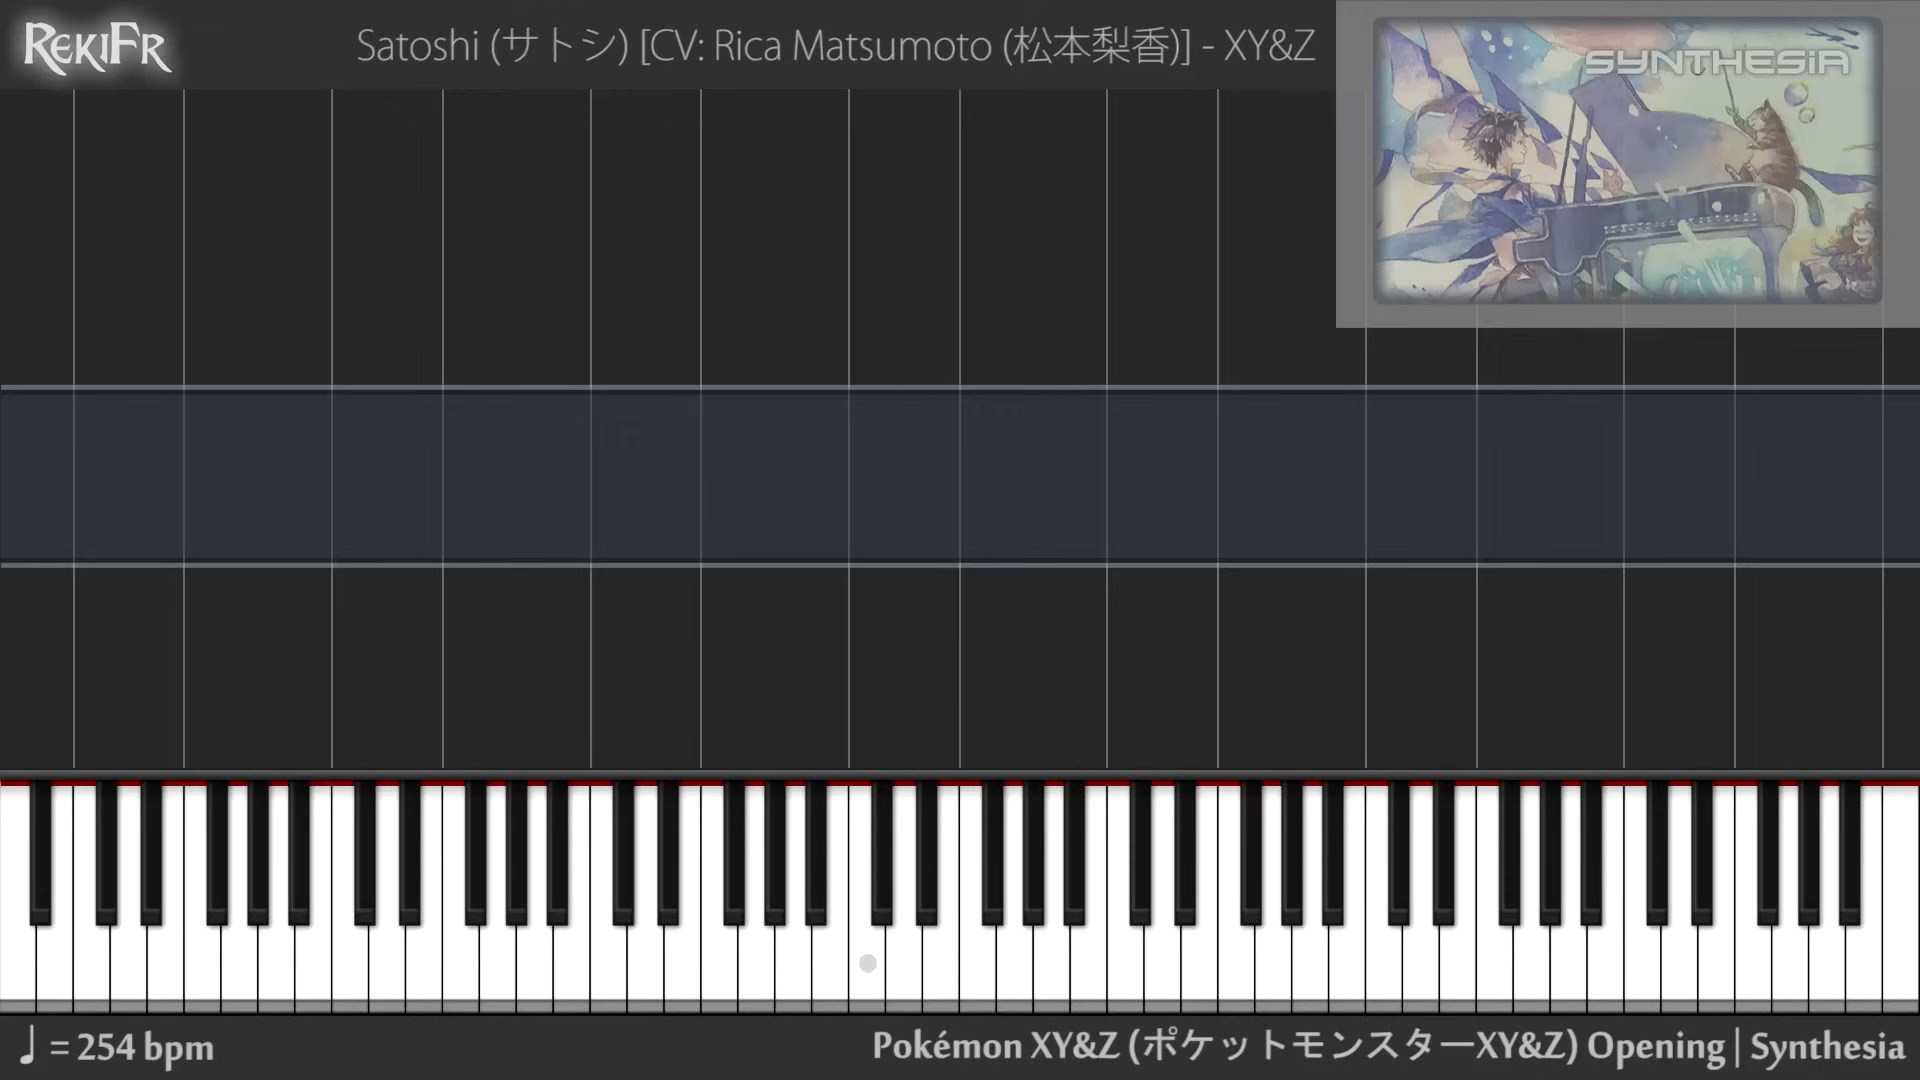 REKIFR
Satoshi (サトシ) [CV: Rica Matsumoto (松本梨香)] - XY&Z
SYNTHESIA
♩ = 254 bpm
Pokémon XY&Z (ポケットモンスターXY&Z) Opening | Synthesia